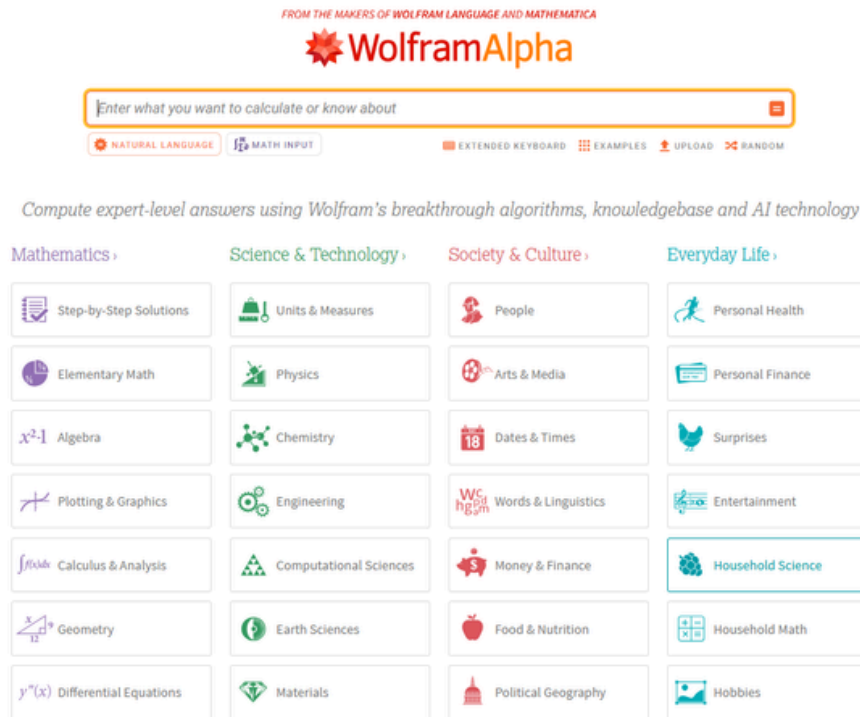 FROM THE MAKERS OF WOLFRAM LANGUAGE AND MATHEMATICA
WolframAlpha
Enter what you want to calculate or know about
NATURAL LANGUAGE
MATH INPUT
EXTENDED KEYBOARD
EXAMPLES
UPLOAD
RANDOM
Compute expert-level answers using Wolfram's breakthrough algorithms, knowledgebase and AI technology
Mathematics ›
Step-by-Step Solutions
Elementary Math
x²-1 Algebra
Plotting & Graphics
∫f(x)dx Calculus & Analysis
x 9 12 Geometry
y″(x) Differential Equations
Science & Technology ›
Units & Measures
Physics
Chemistry
Engineering
Computational Sciences
Earth Sciences
Materials
Society & Culture ›
People
Arts & Media
18 Dates & Times
Words & Linguistics
$ Money & Finance
Food & Nutrition
Political Geography
Everyday Life ›
Personal Health
Personal Finance
Surprises
Entertainment
Household Science
Household Math
Hobbies